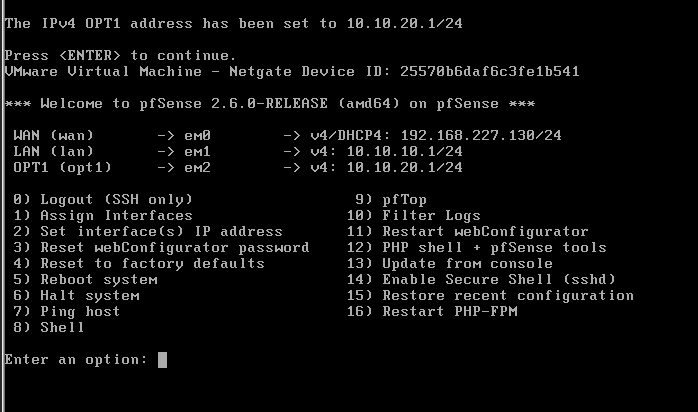 The IPv4 OPT1 address has been set to 10.10.20.1/24
Press <ENTER> to continue.
VMware Virtual Machine - Netgate Device ID: 25570b6daf6c3fe1b541
*** Welcome to pfSense 2.6.0-RELEASE (amd64) on pfSense ***
WAN (wan) -> em0 -> v4/DHCP4: 192.168.227.130/24
LAN (lan) -> em1 -> v4: 10.10.10.1/24
OPT1 (opt1) -> em2 -> v4: 10.10.20.1/24
0) Logout (SSH only) 9) pfTop
1) Assign Interfaces 10) Filter Logs
2) Set interface(s) IP address 11) Restart webConfigurator
3) Reset webConfigurator password 12) PHP shell + pfSense tools
4) Reset to factory defaults 13) Update from console
5) Reboot system 14) Enable Secure Shell (sshd)
6) Halt system 15) Restore recent configuration
7) Ping host 16) Restart PHP-FPM
8) Shell
Enter an option: